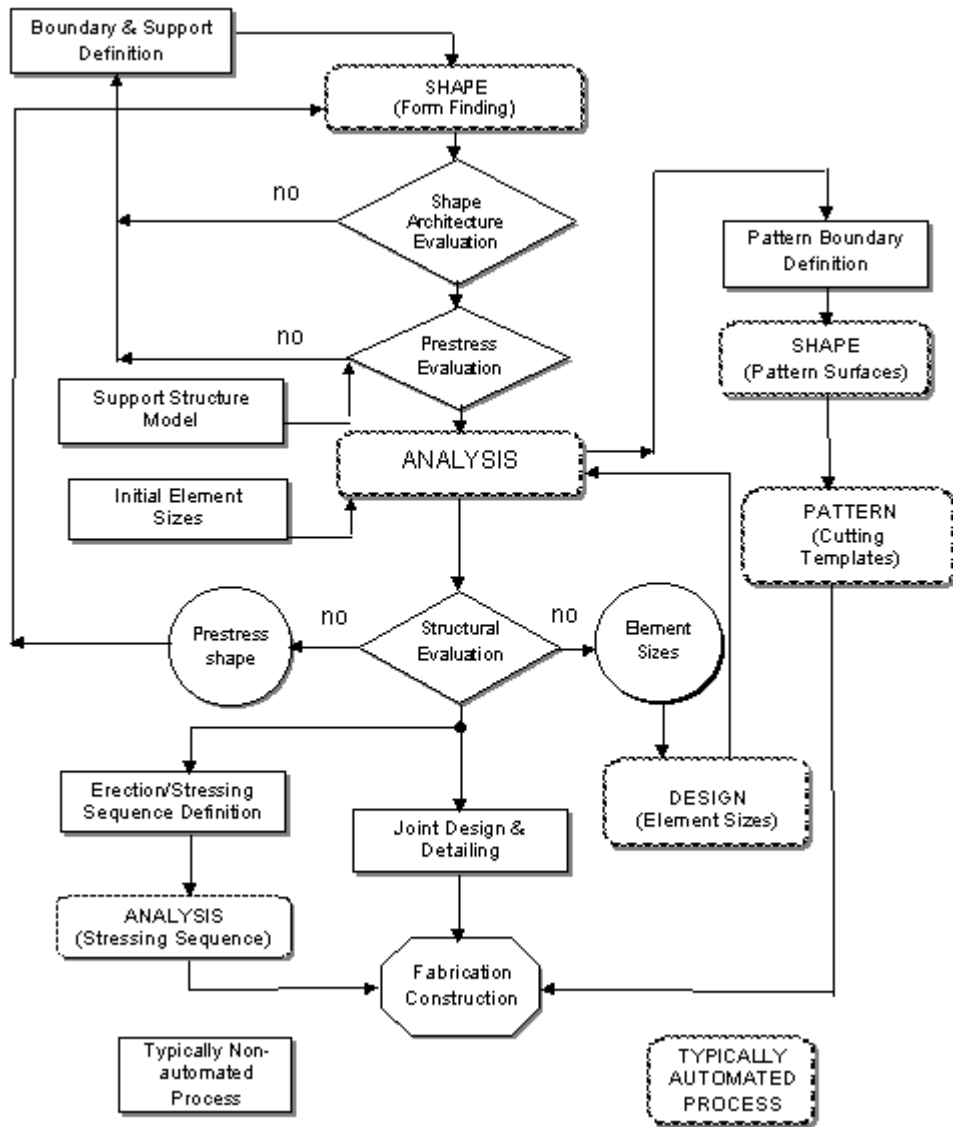 Boundary & Support
Definition
SHAPE
(Form Finding)
no
Shape
Architecture
Evaluation
Pattern Boundary
Definition
no
Prestress
Evaluation
SHAPE
(Pattern Surfaces)
Support Structure
Model
ANALYSIS
Initial Element
Sizes
PATTERN
(Cutting
Templates)
no
no
Prestress
shape
Structural
Evaluation
Element
Sizes
Erection/Stressing
Sequence Definition
DESIGN
(Element Sizes)
Joint Design &
Detailing
ANALYSIS
(Stressing Sequence)
Fabrication
Construction
Typically Non-
automated
Process
TYPICALLY
AUTOMATED
PROCESS